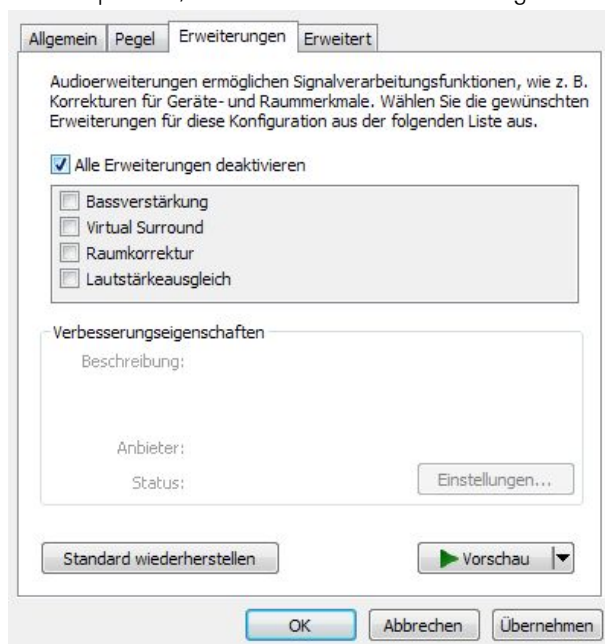 Allgemein Pegel Erweiterungen Erweitert
Audioerweiterungen ermöglichen Signalverarbeitungsfunktionen, wie z. B.
Korrekturen für Geräte- und Raummerkmale. Wählen Sie die gewünschten
Erweiterungen für diese Konfiguration aus der folgenden Liste aus.
Alle Erweiterungen deaktivieren
Bassverstärkung
Virtual Surround
Raumkorrektur
Lautstärkeausgleich
Verbesserungseigenschaften
Beschreibung:
Anbieter:
Status:
Einstellungen...
Standard wiederherstellen
Vorschau
OK Abbrechen Übernehmen